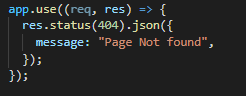 app.use((req, res) => {
  res.status(404).json({
    message: "Page Not found",
  });
});